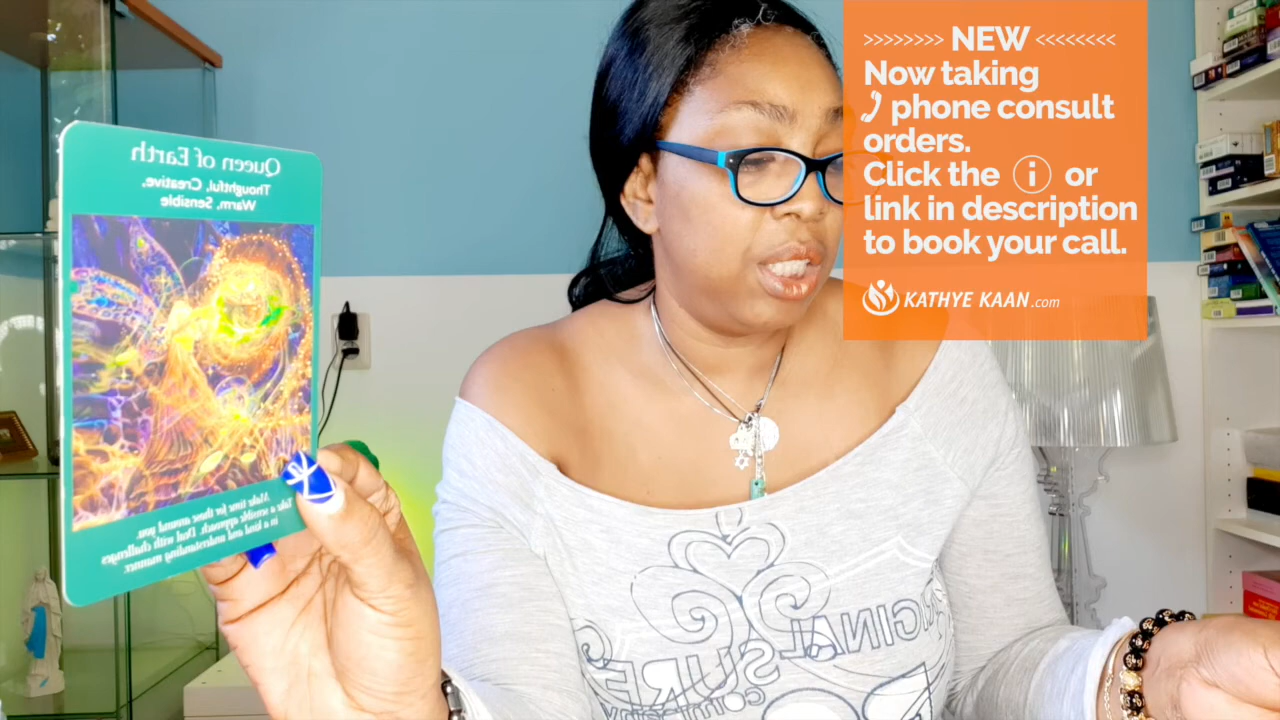 Queen of Earth
Thoughtful, Creative,
Warm, Sensible
Make time for those around you.
Take a sensible approach. Deal with challenges
in a kind and understanding manner.
>>>>>>>> NEW <<<<<<<<
Now taking
phone consult
orders.
Click the i or
link in description
to book your call.
KATHYE KAAN.com
SURF